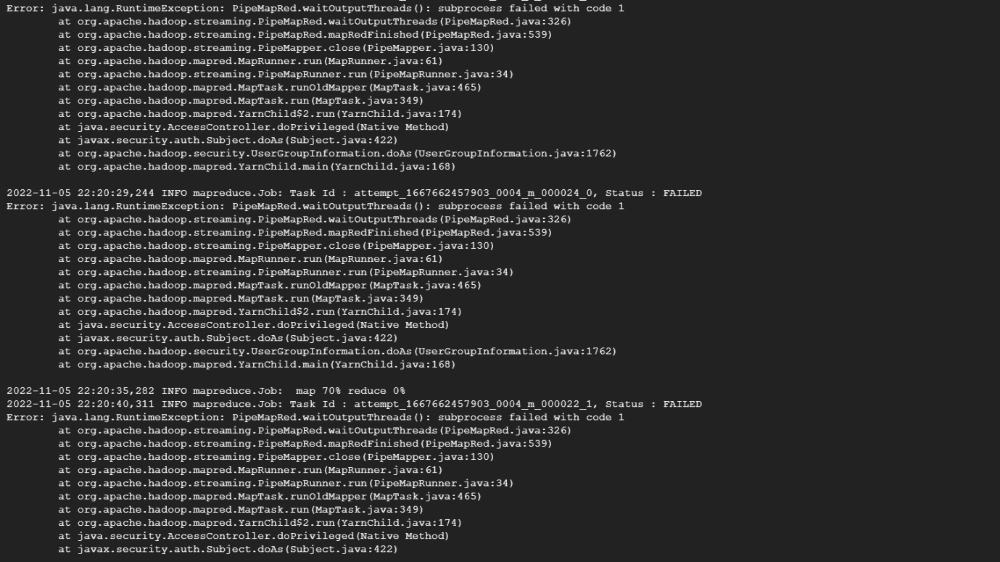 Error: java.lang.RuntimeException: PipeMapRed.waitOutputThreads(): subprocess failed with code 1
at org.apache.hadoop.streaming.PipeMapRed.waitOutputThreads(PipeMapRed.java:326)
at org.apache.hadoop.streaming.PipeMapRed.mapRedFinished(PipeMapRed.java:539)
at org.apache.hadoop.streaming.PipeMapper.close(PipeMapper.java:130)
at org.apache.hadoop.mapred.MapRunner.run(MapRunner.java:61)
at org.apache.hadoop.streaming.PipeMapRunner.run(PipeMapRunner.java:34)
at org.apache.hadoop.mapred.MapTask.runOldMapper(MapTask.java:465)
at org.apache.hadoop.mapred.MapTask.run(MapTask.java:349)
at org.apache.hadoop.mapred.YarnChild$2.run(YarnChild.java:174)
at java.security.AccessController.doPrivileged(Native Method)
at javax.security.auth.Subject.doAs(Subject.java:422)
at org.apache.hadoop.security.UserGroupInformation.doAs(UserGroupInformation.java:1762)
at org.apache.hadoop.mapred.YarnChild.main(YarnChild.java:168)
2022-11-05 22:20:29,244 INFO mapreduce.Job: Task Id : attempt_1667662457903_0004_m_000024_0, Status : FAILED
Error: java.lang.RuntimeException: PipeMapRed.waitOutputThreads(): subprocess failed with code 1
at org.apache.hadoop.streaming.PipeMapRed.waitOutputThreads(PipeMapRed.java:326)
at org.apache.hadoop.streaming.PipeMapRed.mapRedFinished(PipeMapRed.java:539)
at org.apache.hadoop.streaming.PipeMapper.close(PipeMapper.java:130)
at org.apache.hadoop.mapred.MapRunner.run(MapRunner.java:61)
at org.apache.hadoop.streaming.PipeMapRunner.run(PipeMapRunner.java:34)
at org.apache.hadoop.mapred.MapTask.runOldMapper(MapTask.java:465)
at org.apache.hadoop.mapred.MapTask.run(MapTask.java:349)
at org.apache.hadoop.mapred.YarnChild$2.run(YarnChild.java:174)
at java.security.AccessController.doPrivileged(Native Method)
at javax.security.auth.Subject.doAs(Subject.java:422)
at org.apache.hadoop.security.UserGroupInformation.doAs(UserGroupInformation.java:1762)
at org.apache.hadoop.mapred.YarnChild.main(YarnChild.java:168)
2022-11-05 22:20:35,282 INFO mapreduce.Job:  map 70% reduce 0%
2022-11-05 22:20:40,311 INFO mapreduce.Job: Task Id : attempt_1667662457903_0004_m_000022_1, Status : FAILED
Error: java.lang.RuntimeException: PipeMapRed.waitOutputThreads(): subprocess failed with code 1
at org.apache.hadoop.streaming.PipeMapRed.waitOutputThreads(PipeMapRed.java:326)
at org.apache.hadoop.streaming.PipeMapRed.mapRedFinished(PipeMapRed.java:539)
at org.apache.hadoop.streaming.PipeMapper.close(PipeMapper.java:130)
at org.apache.hadoop.mapred.MapRunner.run(MapRunner.java:61)
at org.apache.hadoop.streaming.PipeMapRunner.run(PipeMapRunner.java:34)
at org.apache.hadoop.mapred.MapTask.runOldMapper(MapTask.java:465)
at org.apache.hadoop.mapred.MapTask.run(MapTask.java:349)
at org.apache.hadoop.mapred.YarnChild$2.run(YarnChild.java:174)
at java.security.AccessController.doPrivileged(Native Method)
at javax.security.auth.Subject.doAs(Subject.java:422)